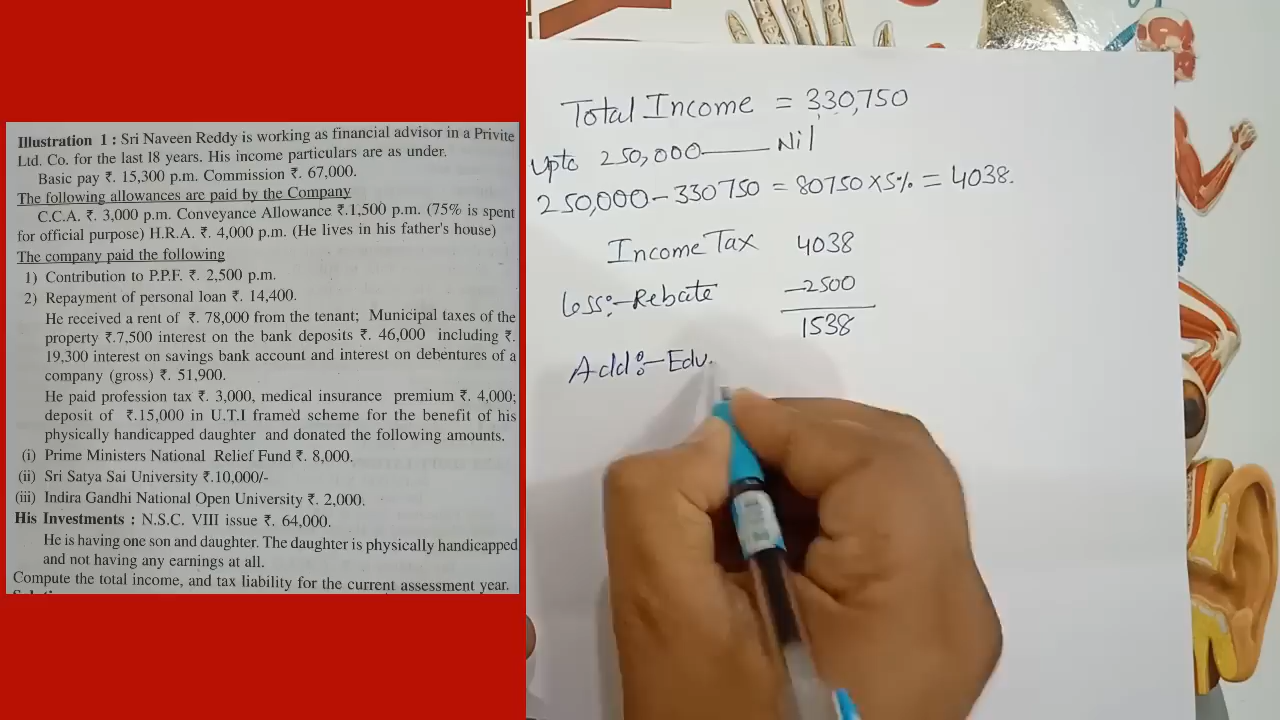 Illustration 1 : Sri Naveen Reddy is working as financial advisor in a Privite
Ltd. Co. for the last 18 years. His income particulars are as under.
Basic pay ₹. 15,300 p.m. Commission ₹. 67,000.
The following allowances are paid by the Company
C.C.A. ₹. 3,000 p.m. Conveyance Allowance ₹.1,500 p.m. (75% is spent
for official purpose) H.R.A. ₹. 4,000 p.m. (He lives in his father's house)
The company paid the following
1) Contribution to P.P.F. ₹. 2,500 p.m.
2) Repayment of personal loan ₹. 14,400.
He received a rent of ₹. 78,000 from the tenant; Municipal taxes of the
property ₹.7,500 interest on the bank deposits ₹. 46,000 including ₹.
19,300 interest on savings bank account and interest on debentures of a
company (gross) ₹. 51,900.
He paid profession tax ₹. 3,000, medical insurance premium ₹. 4,000;
deposit of ₹.15,000 in U.T.I framed scheme for the benefit of his
physically handicapped daughter and donated the following amounts.
(i) Prime Ministers National Relief Fund ₹. 8,000.
(ii) Sri Satya Sai University ₹.10,000/-
(iii) Indira Gandhi National Open University ₹. 2,000.
His Investments : N.S.C. VIII issue ₹. 64,000.
He is having one son and daughter. The daughter is physically handicapped
and not having any earnings at all.
Compute the total income, and tax liability for the current assessment year.
Total Income = 330,750
Upto 250,000 —— Nil
250,000 – 330750 = 80750 × 5% = 4038.
Income Tax 4038
Less:- Rebate -2500
1538
Add:- Edu.